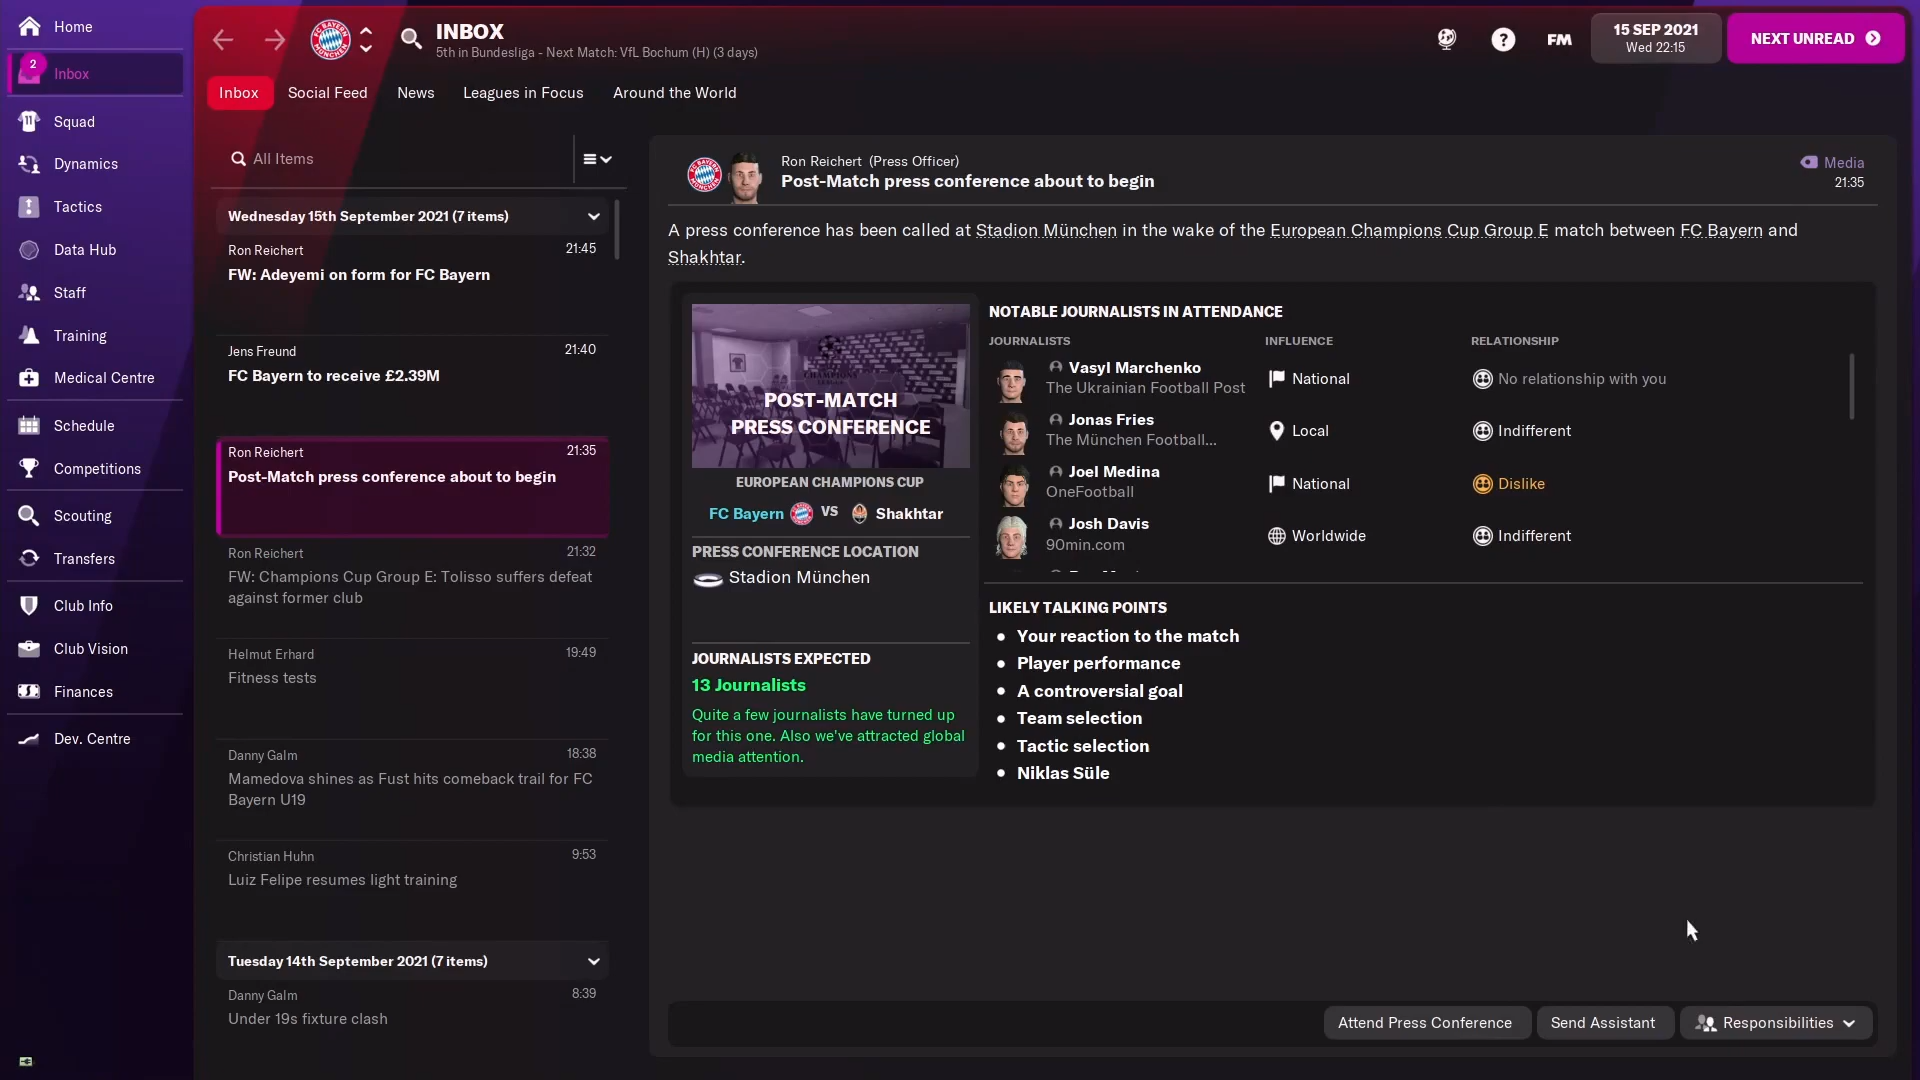 Home
2
Inbox
Squad
Dynamics
Tactics
Data Hub
Staff
Training
Medical Centre
Schedule
Competitions
Scouting
Transfers
Club Info
Club Vision
Finances
Dev. Centre
INBOX
5th in Bundesliga - Next Match: VfL Bochum (H) (3 days)
FM
15 SEP 2021
Wed 22:15
NEXT UNREAD
Inbox
Social Feed
News
Leagues in Focus
Around the World
All Items
Wednesday 15th September 2021 (7 items)
Ron Reichert 21:45
FW: Adeyemi on form for FC Bayern
Jens Freund 21:40
FC Bayern to receive £2.39M
Ron Reichert 21:35
Post-Match press conference about to begin
Ron Reichert 21:32
FW: Champions Cup Group E: Tolisso suffers defeat
against former club
Helmut Erhard 19:49
Fitness tests
Danny Galm 18:38
Mamedova shines as Fust hits comeback trail for FC
Bayern U19
Christian Huhn 9:53
Luiz Felipe resumes light training
Tuesday 14th September 2021 (7 items)
Danny Galm 8:39
Under 19s fixture clash
Ron Reichert (Press Officer)
Post-Match press conference about to begin
Media
21:35
A press conference has been called at Stadion München in the wake of the European Champions Cup Group E match between FC Bayern and
Shakhtar.
POST-MATCH
PRESS CONFERENCE
EUROPEAN CHAMPIONS CUP
FC Bayern VS Shakhtar
PRESS CONFERENCE LOCATION
Stadion München
JOURNALISTS EXPECTED
13 Journalists
Quite a few journalists have turned up
for this one. Also we've attracted global
media attention.
NOTABLE JOURNALISTS IN ATTENDANCE
JOURNALISTS INFLUENCE RELATIONSHIP
Vasyl Marchenko
The Ukrainian Football Post
National
No relationship with you
Jonas Fries
The München Football...
Local
Indifferent
Joel Medina
OneFootball
National
Dislike
Josh Davis
90min.com
Worldwide
Indifferent
LIKELY TALKING POINTS
Your reaction to the match
Player performance
A controversial goal
Team selection
Tactic selection
Niklas Süle
Attend Press Conference
Send Assistant
Responsibilities